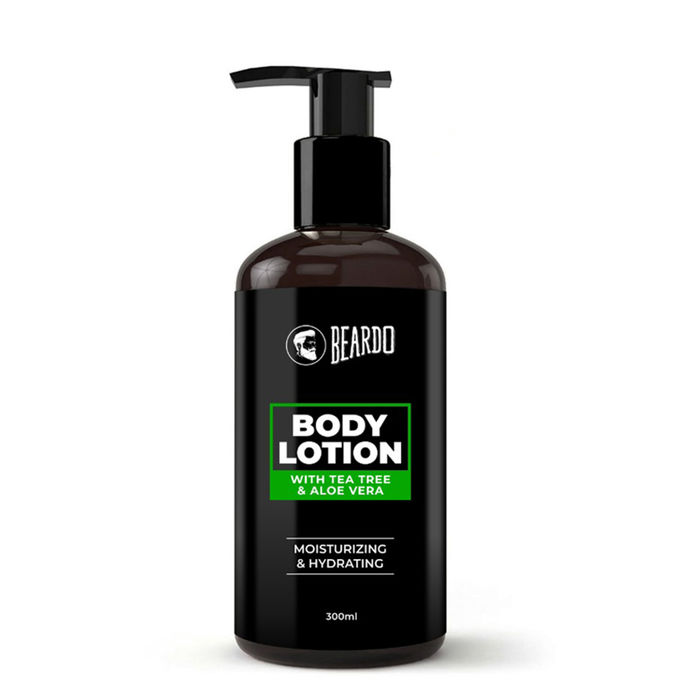 BEARDO
BODY
LOTION
WITH TEA TREE
& ALOE VERA
MOISTURIZING
& HYDRATING
300ml